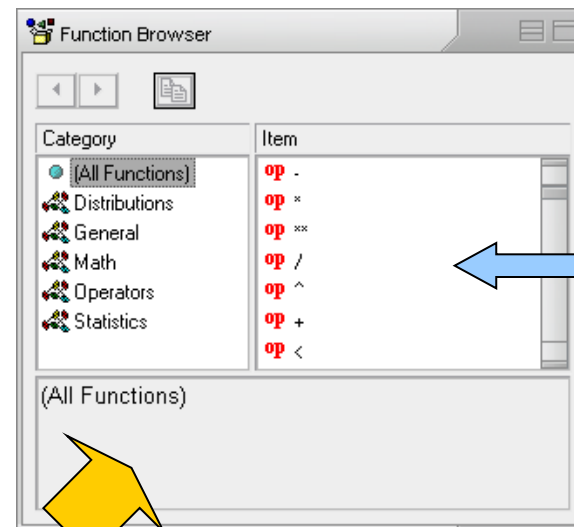 Function Browser
Category
Item
(All Functions)
Distributions
General
Math
Operators
Statistics
op -
op *
op **
op /
op ^
op +
op <
(All Functions)